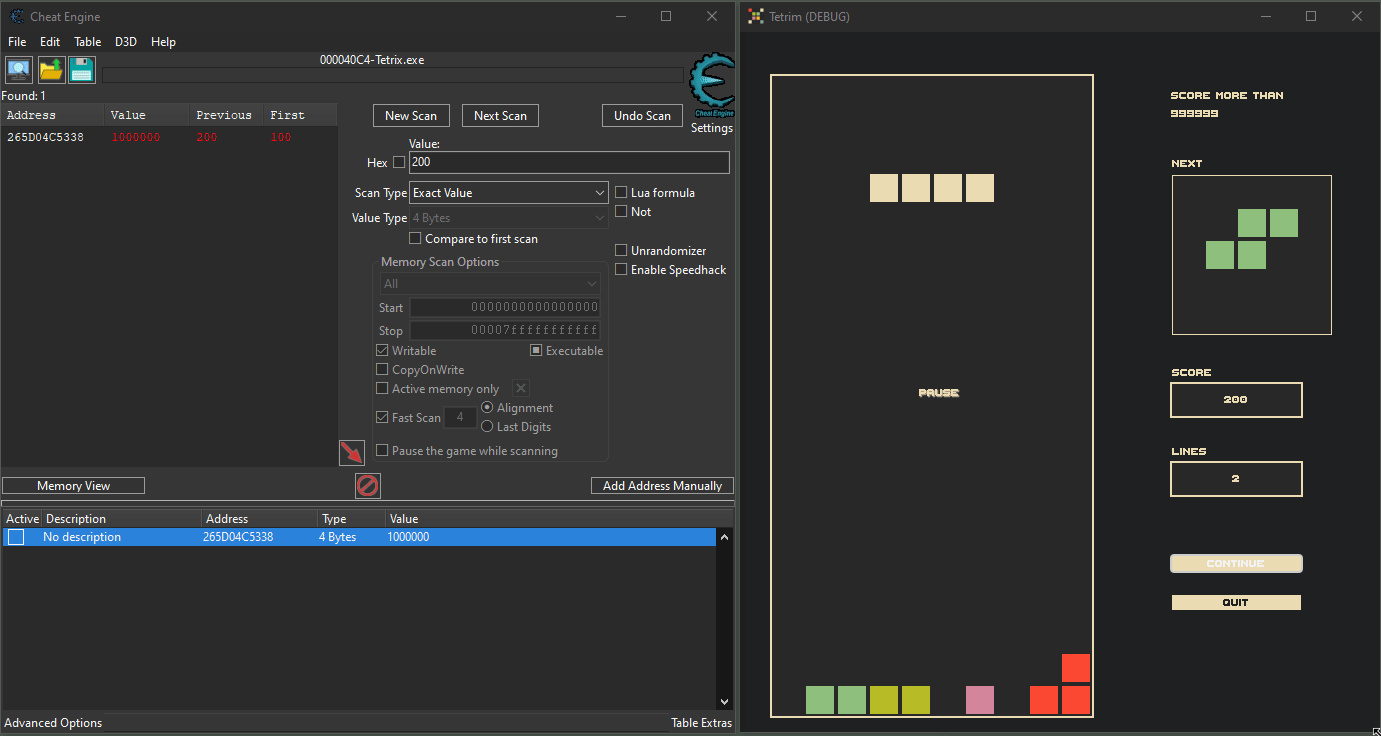 Cheat Engine
File Edit Table D3D Help
000040C4-Tetrix.exe
Found: 1
Address Value Previous First
265D04C5338 1000000 200 100
New Scan Next Scan Undo Scan
Cheat Engine
Settings
Value:
Hex 200
Scan Type Exact Value
Lua formula
Not
Value Type 4 Bytes
Compare to first scan
Unrandomizer
Enable Speedhack
Memory Scan Options
All
Start 0000000000000000
Stop 00007fffffffffff
Writable Executable
CopyOnWrite
Active memory only
Fast Scan 4 Alignment
Last Digits
Pause the game while scanning
Memory View Add Address Manually
Active Description Address Type Value
No description 265D04C5338 4 Bytes 1000000
Advanced Options Table Extras
Tetrim (DEBUG)
SCORE MORE THAN
999999
NEXT
PAUSE
SCORE
200
LINES
2
CONTINUE
QUIT